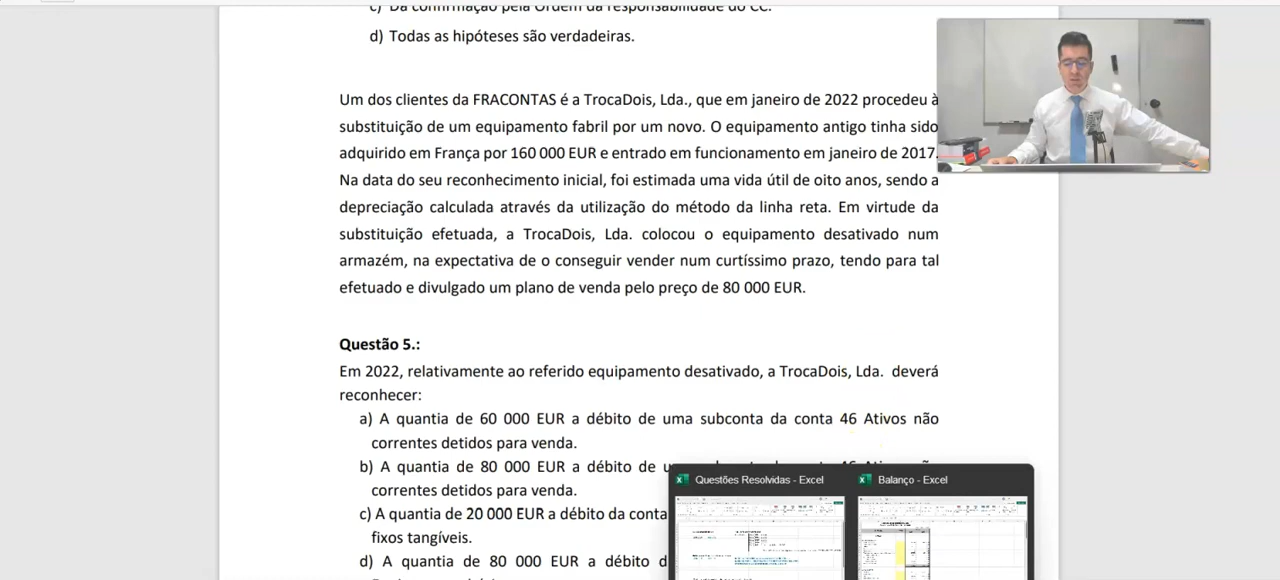 c) Da confirmação pela Ordem da responsabilidade do CC.
d) Todas as hipóteses são verdadeiras.
Um dos clientes da FRACONTAS é a TrocaDois, Lda., que em janeiro de 2022 procedeu à
substituição de um equipamento fabril por um novo. O equipamento antigo tinha sido
adquirido em França por 160 000 EUR e entrado em funcionamento em janeiro de 2017.
Na data do seu reconhecimento inicial, foi estimada uma vida útil de oito anos, sendo a
depreciação calculada através da utilização do método da linha reta. Em virtude da
substituição efetuada, a TrocaDois, Lda. colocou o equipamento desativado num
armazém, na expectativa de o conseguir vender num curtíssimo prazo, tendo para tal
efetuado e divulgado um plano de venda pelo preço de 80 000 EUR.
Questão 5.:
Em 2022, relativamente ao referido equipamento desativado, a TrocaDois, Lda. deverá
reconhecer:
a) A quantia de 60 000 EUR a débito de uma subconta da conta 46 Ativos não
correntes detidos para venda.
b) A quantia de 80 000 EUR a débito de
correntes detidos para venda.
c) A quantia de 20 000 EUR a débito da conta
fixos tangíveis.
d) A quantia de 80 000 EUR a débito d
Questões Resolvidas - Excel
Balanço - Excel